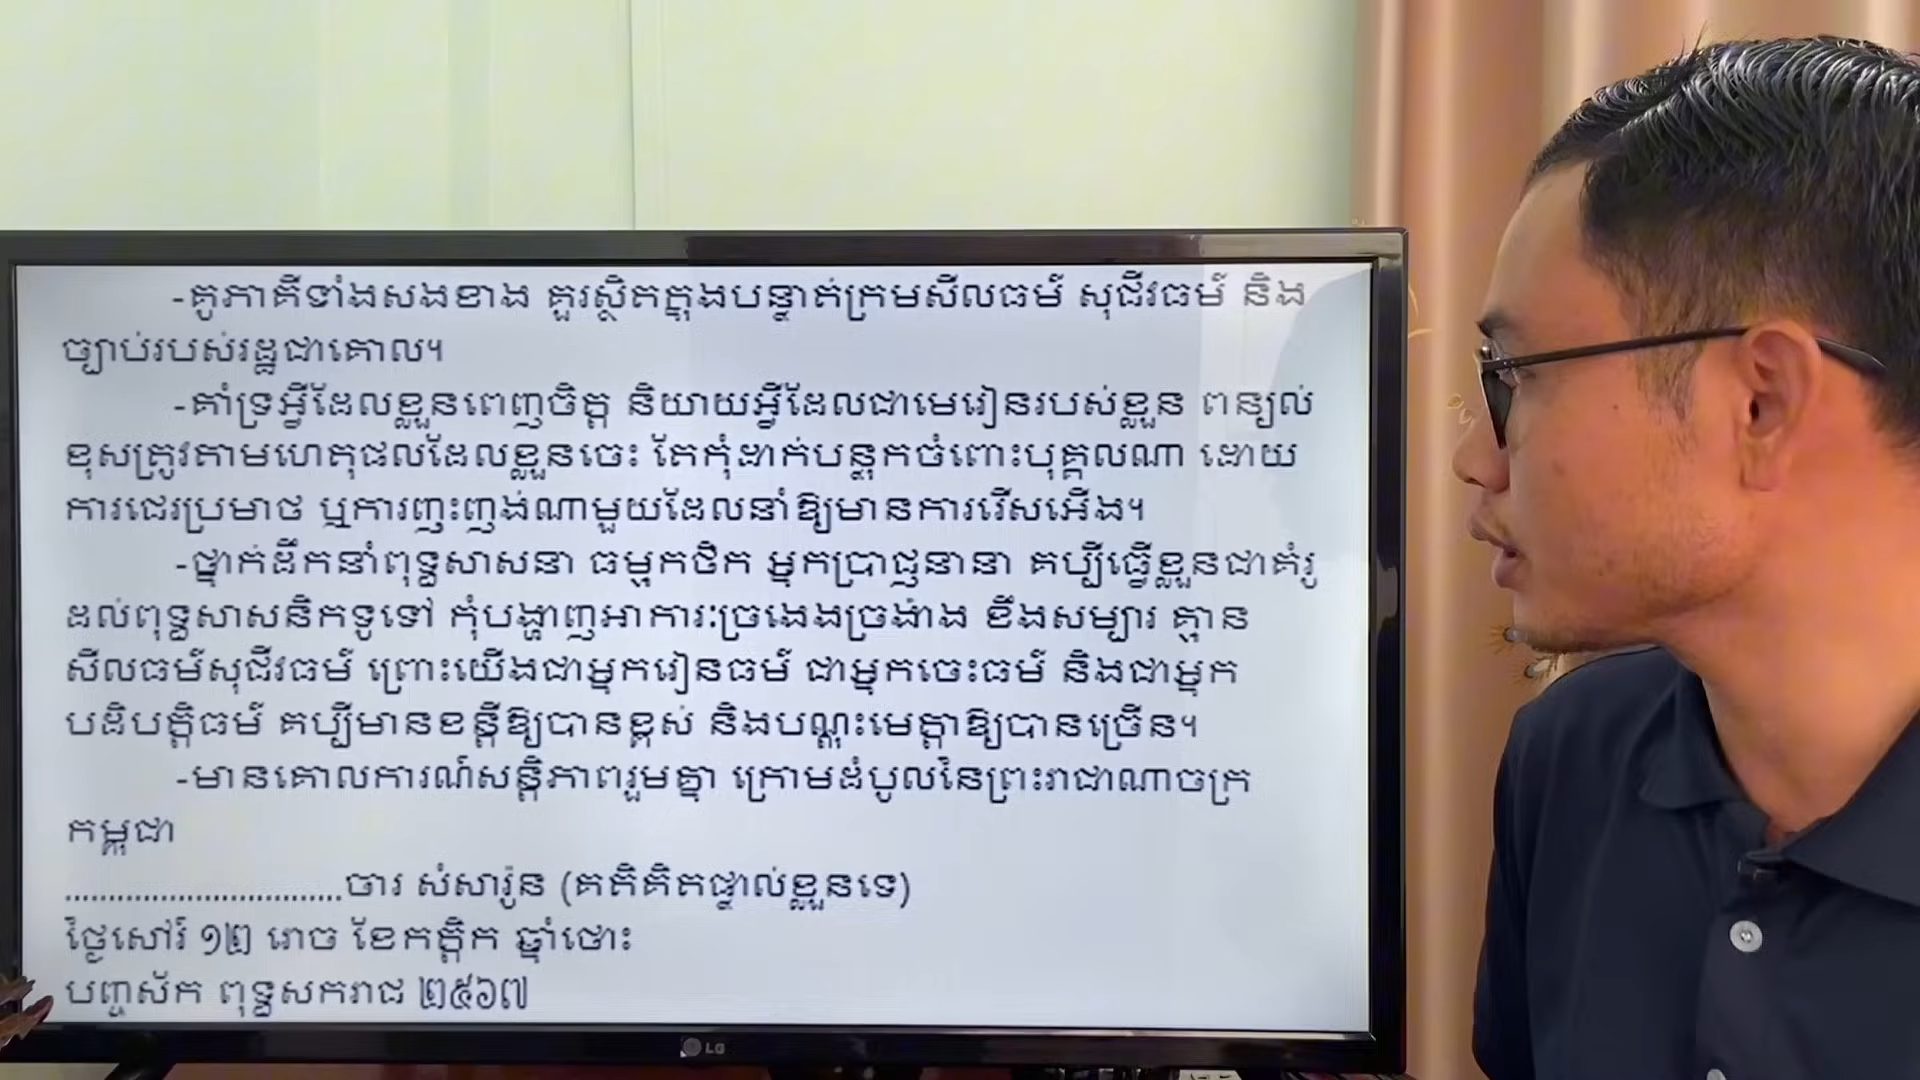 -គូភាគីទាំងសងខាង គួរស្ថិតក្នុងបន្ទាត់ក្រមសីលធម៌ សុជីវធម៌ និង
ច្បាប់របស់រដ្ឋជាគោល។
-គាំទ្រអ្វីដែលខ្លួនពេញចិត្ត និយាយអ្វីដែលជាមេរៀនរបស់ខ្លួន ពន្យល់
ខុសត្រូវតាមហេតុផលដែលខ្លួនចេះ តែកុំដាក់បន្ទុកចំពោះបុគ្គលណា ដោយ
ការជេរប្រមាថ ឬការញុះញង់ណាមួយដែលនាំឱ្យមានការរើសអើង។
-ថ្នាក់ដឹកនាំពុទ្ធសាសនា ធម្មកថិក អ្នកប្រាជ្ញនានា គប្បីធ្វើខ្លួនជាគំរូ
ដល់ពុទ្ធសាសនិកទូទៅ កុំបង្ហាញអាការៈច្រងេងច្រង៉ាង ខឹងសម្បារ គ្មាន
សីលធម៌សុជីវធម៌ ព្រោះយើងជាអ្នករៀនធម៌ ជាអ្នកចេះធម៌ និងជាអ្នក
បដិបត្តិធម៌ គប្បីមានខន្តីឱ្យបានខ្ពស់ និងបណ្តុះមេត្តាឱ្យបានច្រើន។
-មានគោលការណ៍សន្តិភាពរួមគ្នា ក្រោមដំបូលនៃព្រះរាជាណាចក្រ
កម្ពុជា
..............................ចារ សំសារ៉ូន (គតិគិតផ្ទាល់ខ្លួនទេ)
ថ្ងៃសៅរ៍ ១២ រោច ខែកត្តិក ឆ្នាំថោះ
បញ្ចស័ក ពុទ្ធសករាជ ២៥៦៧
LG